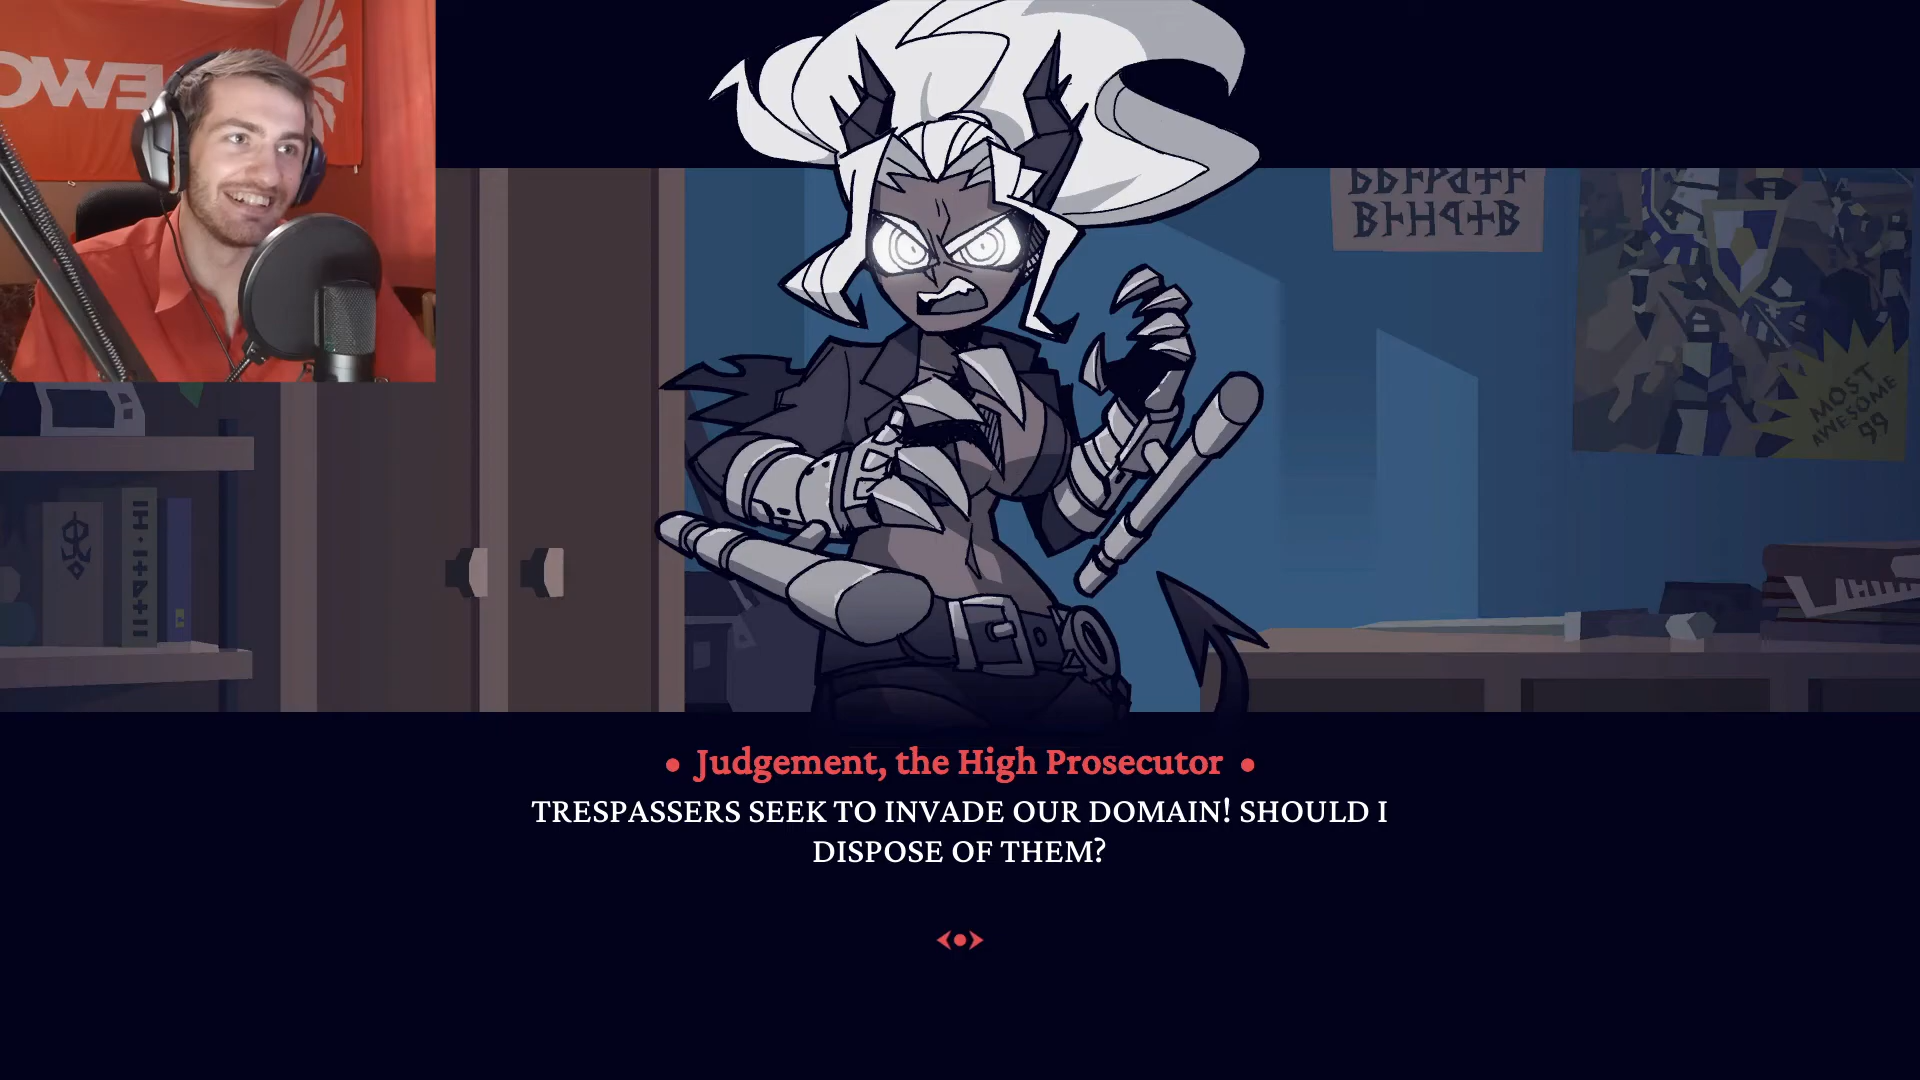 MOST
AWESOME
99
• Judgement, the High Prosecutor •
TRESPASSERS SEEK TO INVADE OUR DOMAIN! SHOULD I
DISPOSE OF THEM?